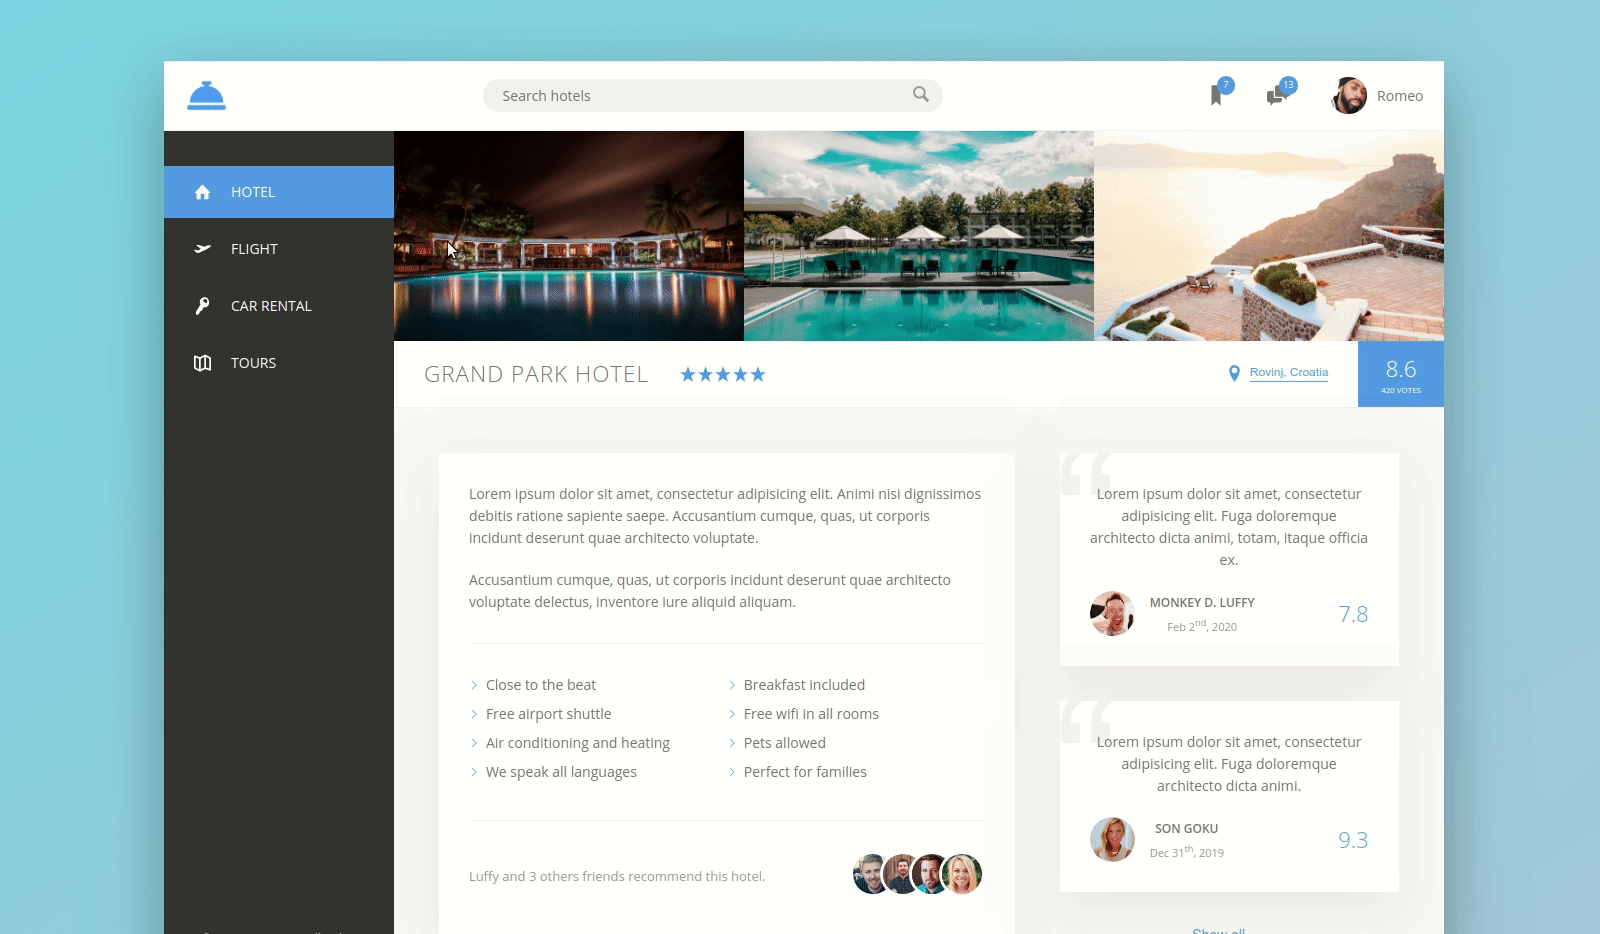 Search hotels
7
13
Romeo
HOTEL
FLIGHT
CAR RENTAL
TOURS
GRAND PARK HOTEL
Rovinj, Croatia
8.6
420 VOTES
Lorem ipsum dolor sit amet, consectetur adipisicing elit. Animi nisi dignissimos
debitis ratione sapiente saepe. Accusantium cumque, quas, ut corporis
incidunt deserunt quae architecto voluptate.
Accusantium cumque, quas, ut corporis incidunt deserunt quae architecto
voluptate delectus, inventore iure aliquid aliquam.
Close to the beat
Free airport shuttle
Air conditioning and heating
We speak all languages
Breakfast included
Free wifi in all rooms
Pets allowed
Perfect for families
Luffy and 3 others friends recommend this hotel.
“
Lorem ipsum dolor sit amet, consectetur
adipisicing elit. Fuga doloremque
architecto dicta animi, totam, itaque officia
ex.
MONKEY D. LUFFY
Feb 2nd, 2020
7.8
“
Lorem ipsum dolor sit amet, consectetur
adipisicing elit. Fuga doloremque
architecto dicta animi.
SON GOKU
Dec 31th, 2019
9.3
Show all